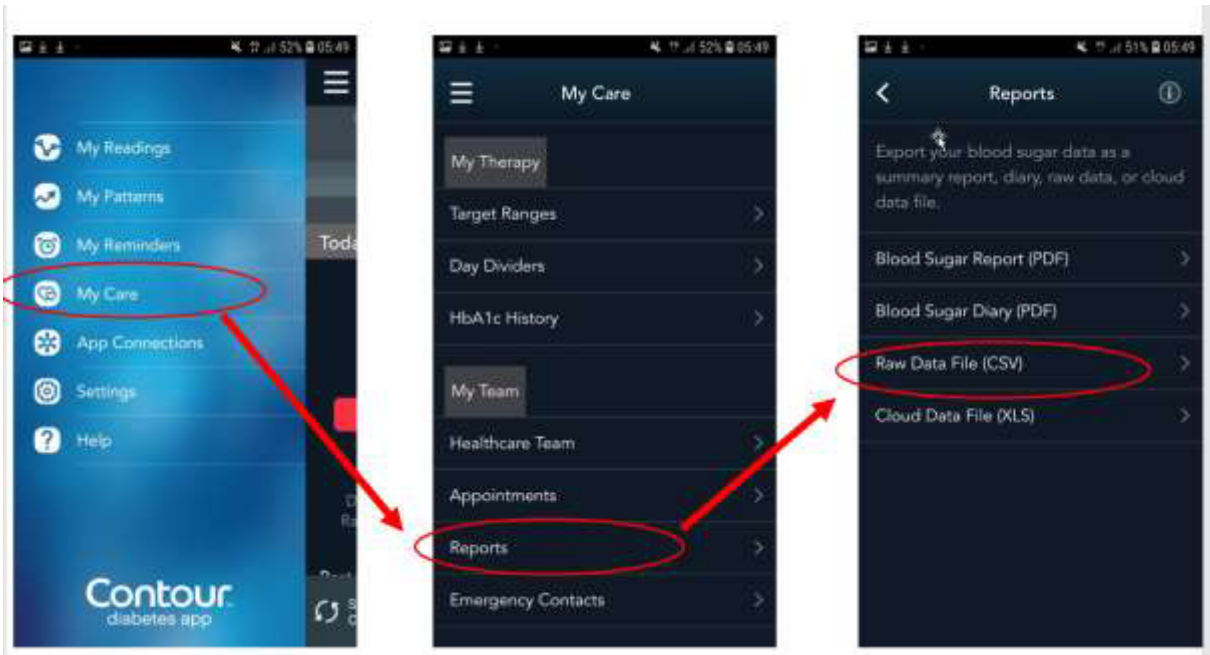 52% 05:49
My Readings
My Patterns
My Reminders
My Care
App Connections
Settings
Help
Contour
diabetes app
Toda
52% 05:49
My Care
My Therapy
Target Ranges
Day Dividers
HbA1c History
My Team
Healthcare Team
Appointments
Reports
Emergency Contacts
51% 05:49
Reports
Export your blood sugar data as a
summary report, diary, raw data, or cloud
data file.
Blood Sugar Report (PDF)
Blood Sugar Diary (PDF)
Raw Data File (CSV)
Cloud Data File (XLS)